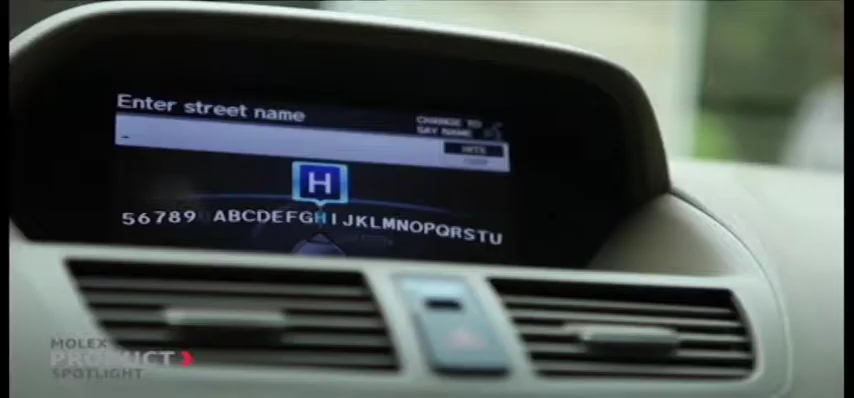 Enter street name
CHANGE TO
SAY NAME
H
56789 ABCDEFGHIJKLMNOPQRSTU
MOLEX
PRODUCT
SPOTLIGHT